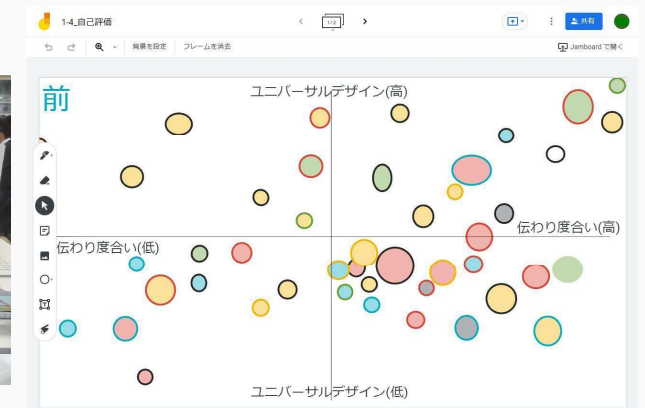 1-4_自己評価
1/2
共有
背景を設定
フレームを消去
Jamboard で開く
前
ユニバーサルデザイン(高)
伝わり度合い(高)
伝わり度合い(低)
ユニバーサルデザイン(低)